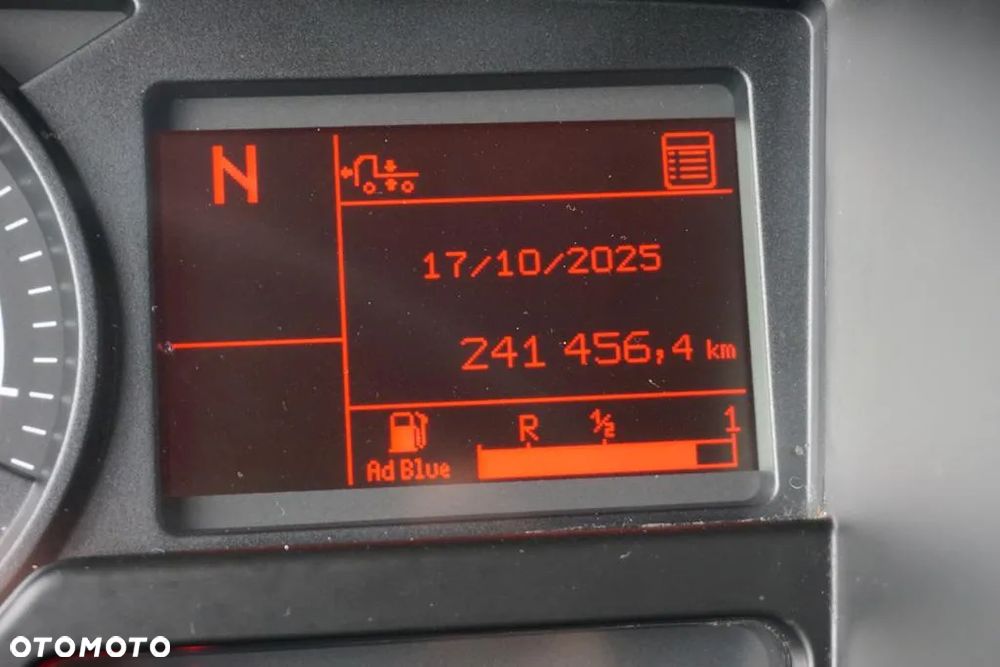 N
17/10/2025
241 456,4 km
R ½ 1
Ad Blue
OTOMOTO